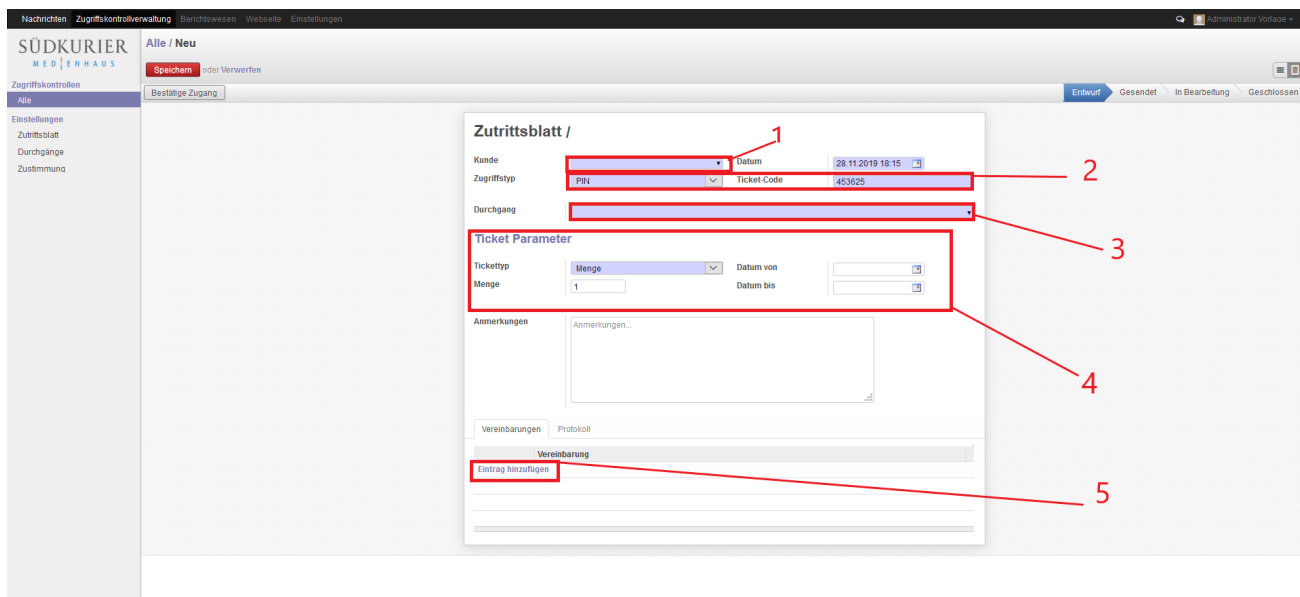 Nachrichten Zugriffskontrollverwaltung Berichtswesen Webseite Einstellungen Administrator Vorlage
SÜDKURIER
MEDIENHAUS
Alle / Neu
Speichern oder Verwerfen
Zugriffskontrollen
Alle
Bestätige Zugang
Entwurf Gesendet In Bearbeitung Geschlossen
Einstellungen
Zutrittsblatt
Durchgänge
Zustimmung
Zutrittsblatt /
1
Kunde Datum 28.11.2019 18:15
2
Zugriffstyp PIN Ticket-Code 453625
Durchgang
3
Ticket Parameter
Tickettyp Menge Datum von
Menge 1 Datum bis
Anmerkungen Anmerkungen...
4
Vereinbarungen Protokoll
Vereinbarung
Eintrag hinzufügen
5